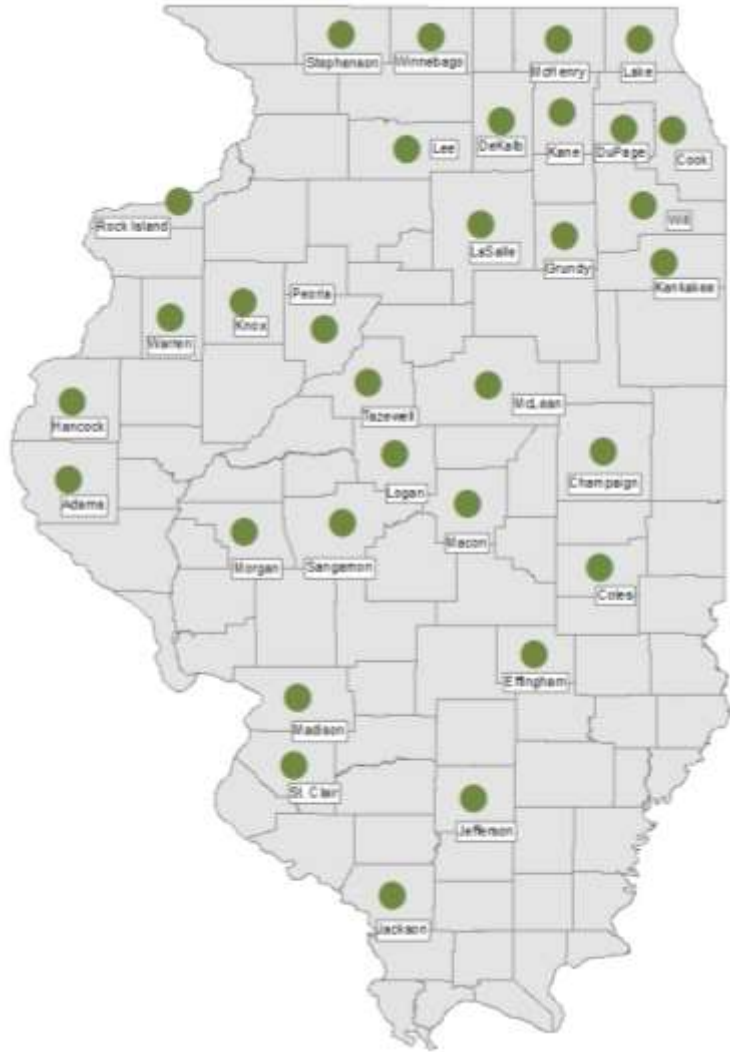 Stephenson
Winnebago
McHenry
Lake
Lee
DeKalb
Kane
DuPage
Cook
Rock Island
Will
LaSalle
Grundy
Kankakee
Peoria
Knox
Warren
Tazewell
McLean
Hancock
Champaign
Logan
Adams
Macon
Morgan
Sangamon
Coles
Effingham
Madison
St. Clair
Jefferson
Jackson